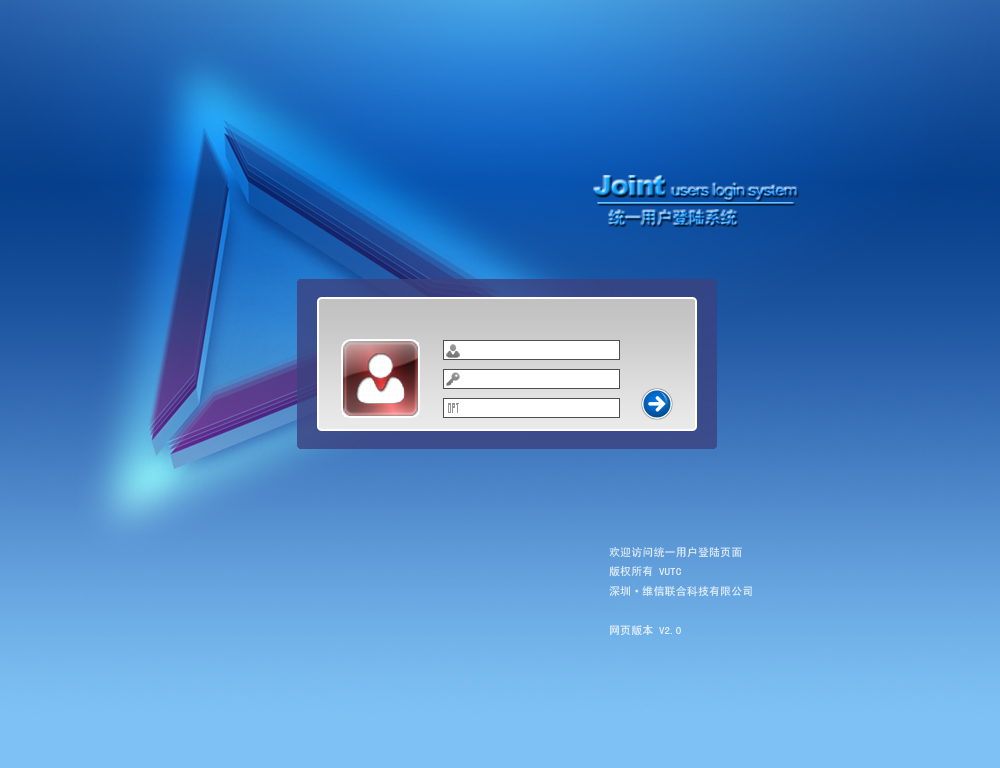 Joint users login system
统一用户登陆系统
OPT
欢迎访问统一用户登陆页面
版权所有 VUTC
深圳·维信联合科技有限公司
网页版本 V2.0